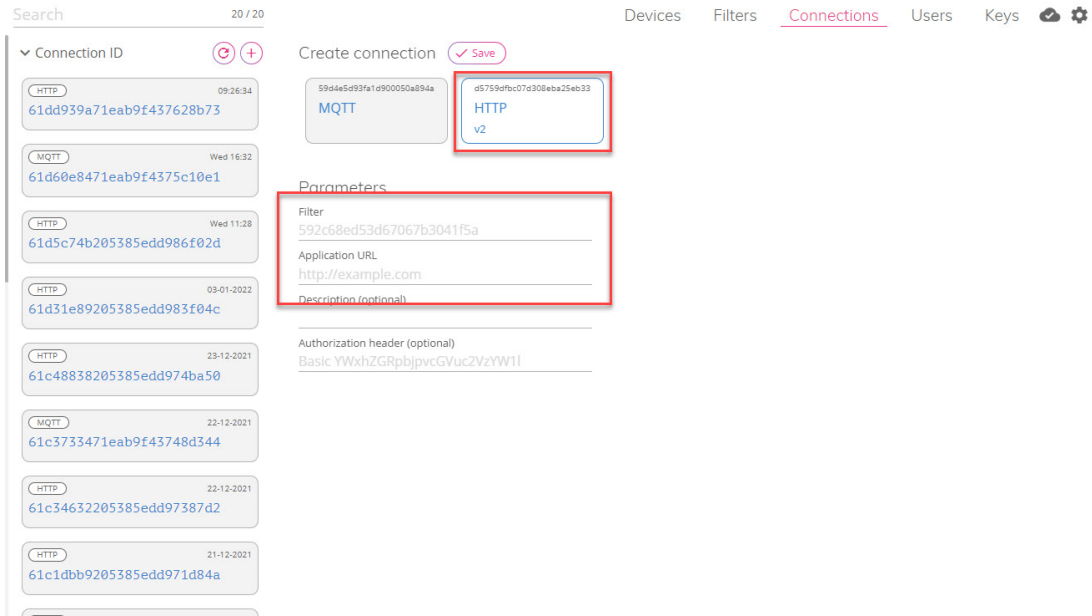 Search
20 / 20
Devices
Filters
Connections
Users
Keys
Connection ID
HTTP
09:26:34
61dd939a71eab9f437628b73
MQTT
Wed 16:32
61d60e8471eab9f4375c10e1
HTTP
Wed 11:28
61d5c74b205385edd986f02d
HTTP
03-01-2022
61d31e89205385edd983f04c
HTTP
23-12-2021
61c48838205385edd974ba50
MQTT
22-12-2021
61c3733471eab9f43748d344
HTTP
22-12-2021
61c34632205385edd97387d2
HTTP
21-12-2021
61c1dbb9205385edd971d84a
Create connection
Save
59d4e5d93fa1d900050a894a
MQTT
d5759dfbc07d308eba25eb33
HTTP
v2
Parameters
Filter
592c68ed53d67067b3041f5a
Application URL
http://example.com
Description (optional)
Authorization header (optional)
Basic YWxhZGRpbjpvcGVuc2VzYW1l